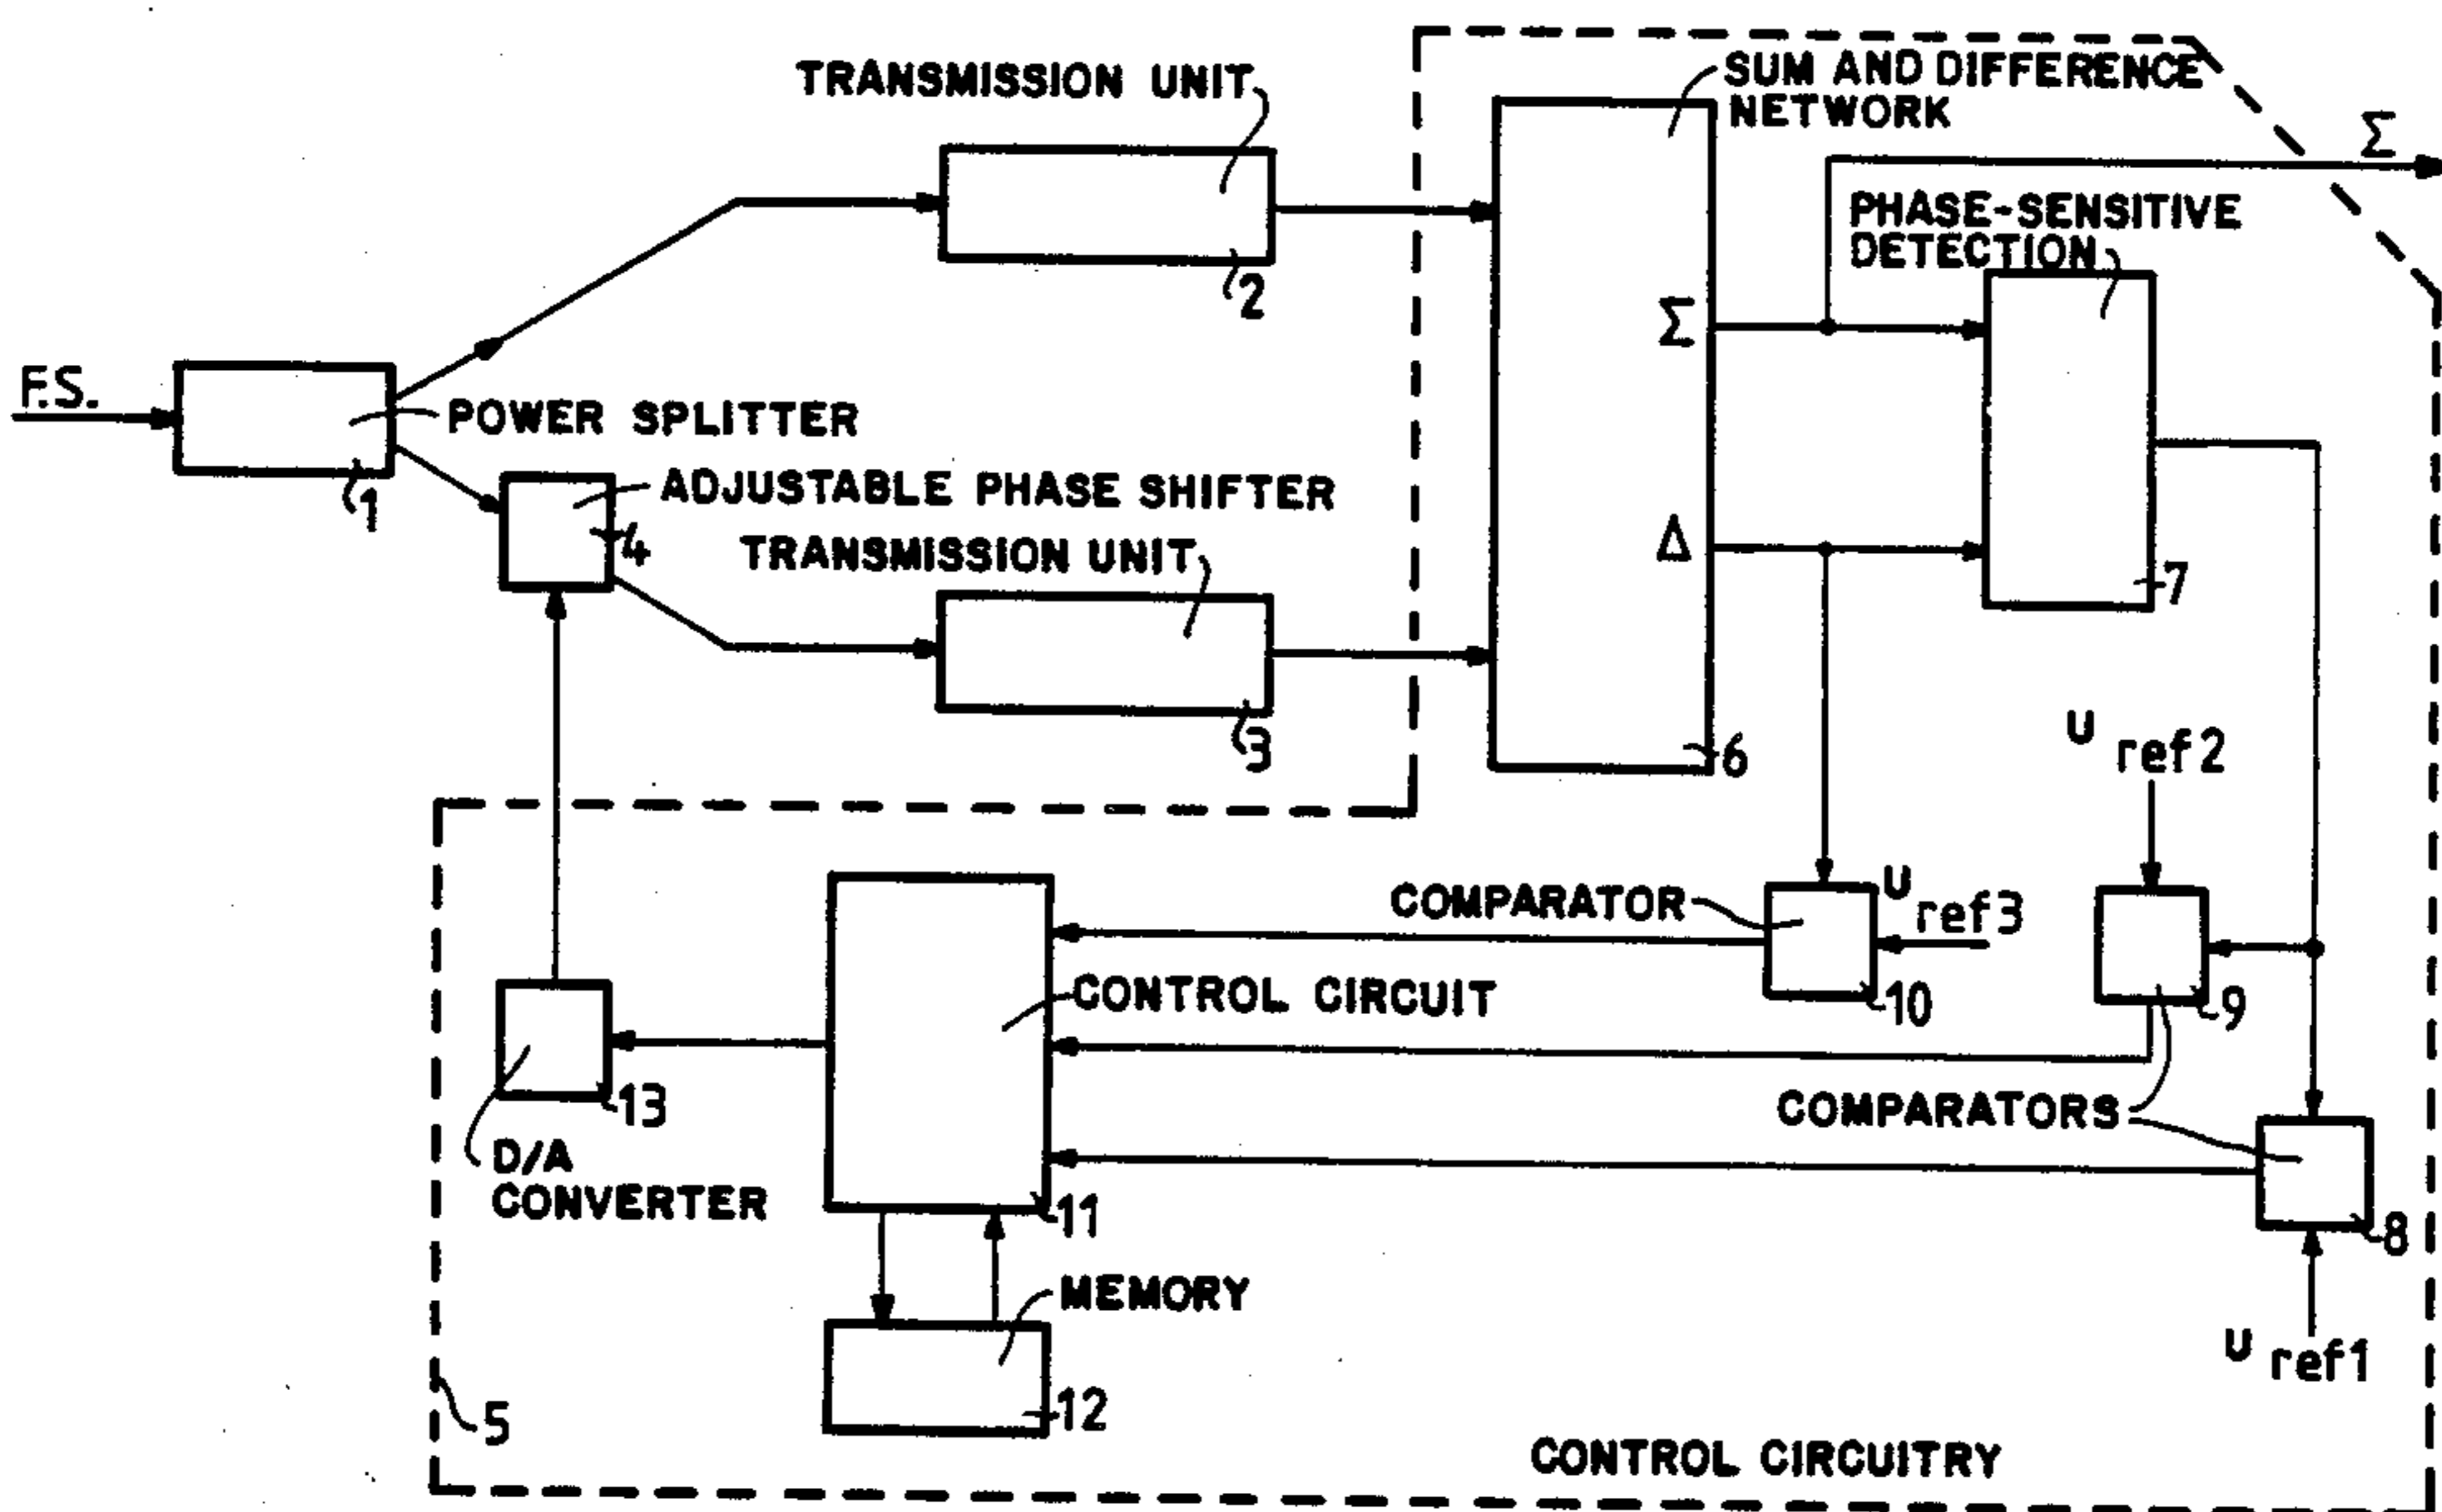 TRANSMISSION UNIT
SUM AND DIFFERENCE
NETWORK
Σ
2
PHASE-SENSITIVE
DETECTION
F.S.
POWER SPLITTER
1
Σ
ADJUSTABLE PHASE SHIFTER
4
TRANSMISSION UNIT
Δ
7
3
6
U ref2
COMPARATOR
U ref3
CONTROL CIRCUIT
10
9
13
COMPARATORS
D/A
CONVERTER
11
8
MEMORY
U ref1
12
5
CONTROL CIRCUITRY